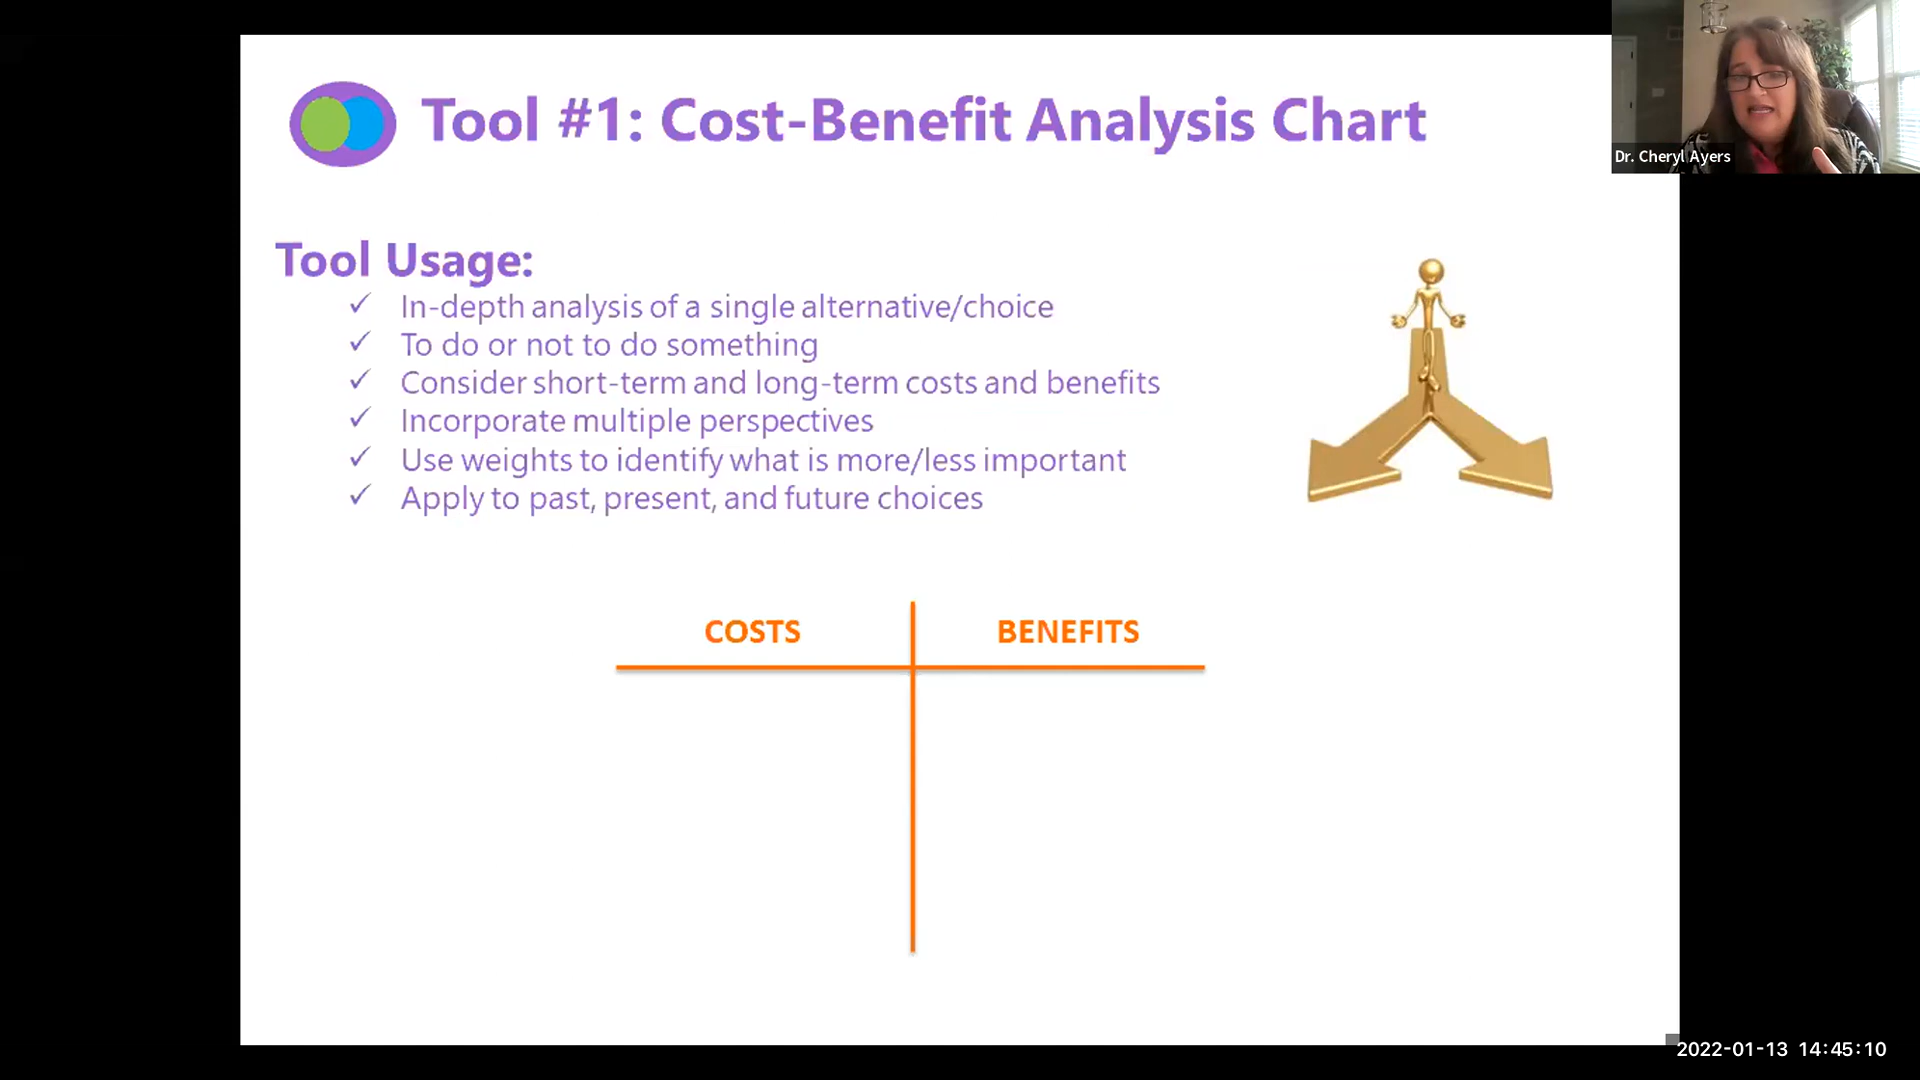 Tool #1: Cost-Benefit Analysis Chart
Dr. Cheryl Ayers
Tool Usage:
✓ In-depth analysis of a single alternative/choice
✓ To do or not to do something
✓ Consider short-term and long-term costs and benefits
✓ Incorporate multiple perspectives
✓ Use weights to identify what is more/less important
✓ Apply to past, present, and future choices
COSTS BENEFITS
2022-01-13 14:45:10